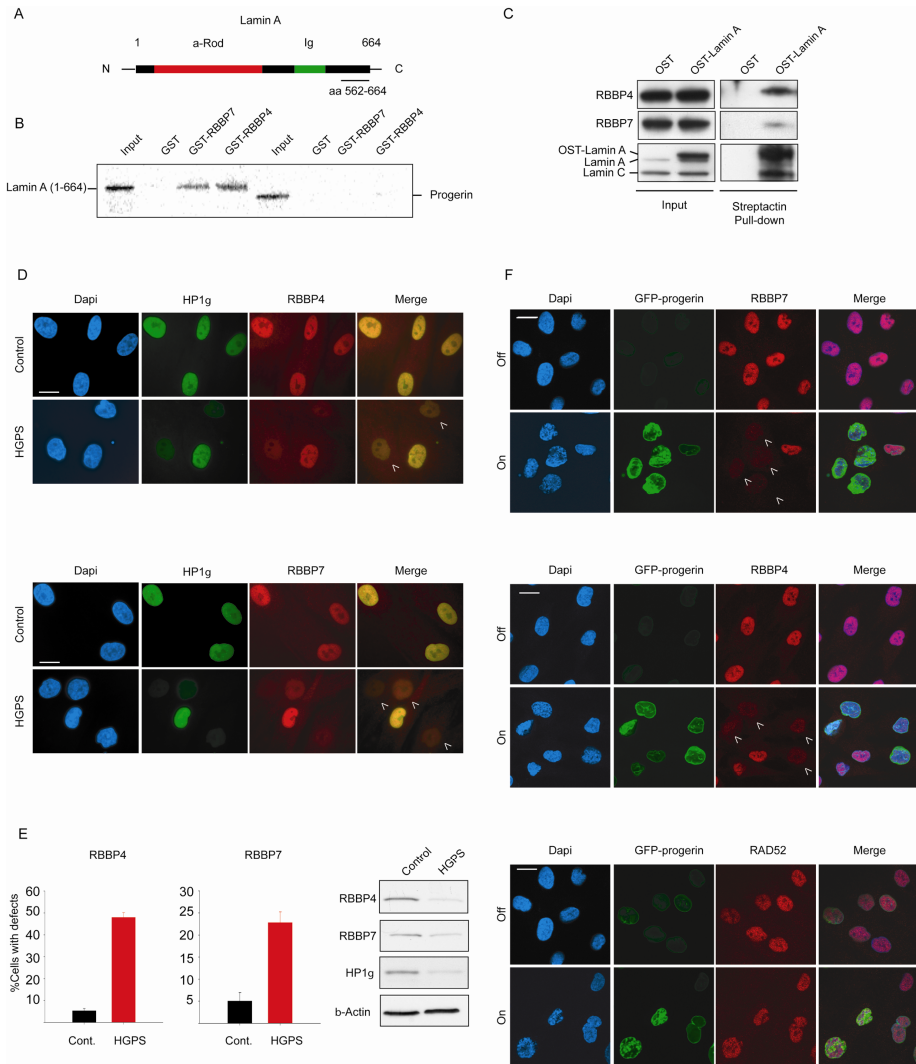 A
Lamin A
1 a-Rod Ig 664
N C
aa 562-664
B
Input GST GST-RBBP7 GST-RBBP4 Input GST GST-RBBP7 GST-RBBP4
Lamin A (1-664)
Progerin
C
OST OST-Lamin A OST OST-Lamin A
RBBP4
RBBP7
OST-Lamin A
Lamin A
Lamin C
Input Streptactin
Pull-down
D
Dapi HP1g RBBP4 Merge
Control
HGPS
Dapi HP1g RBBP7 Merge
Control
HGPS
E
RBBP4
%Cells with defects
60
50
40
30
20
10
Cont. HGPS
RBBP7
30
25
20
15
10
5
Cont. HGPS
Control HGPS
RBBP4
RBBP7
HP1g
b-Actin
F
Dapi GFP-progerin RBBP7 Merge
Off
On
Dapi GFP-progerin RBBP4 Merge
Off
On
Dapi GFP-progerin RAD52 Merge
Off
On